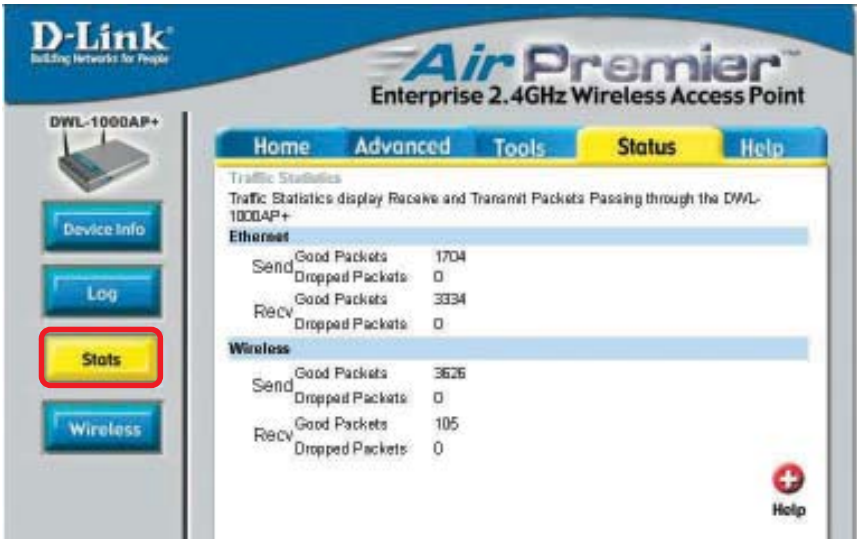 D-Link
Building Networks for People
Air Premier™
Enterprise 2.4GHz Wireless Access Point
DWL-1000AP+
Home Advanced Tools Status Help
Device Info
Log
Stats
Wireless
Traffic Statistics
Traffic Statistics display Receive and Transmit Packets Passing through the DWL-
1000AP+
Ethernet
Send Good Packets 1704
Dropped Packets 0
Recv Good Packets 3334
Dropped Packets 0
Wireless
Send Good Packets 3626
Dropped Packets 0
Recv Good Packets 105
Dropped Packets 0
Help